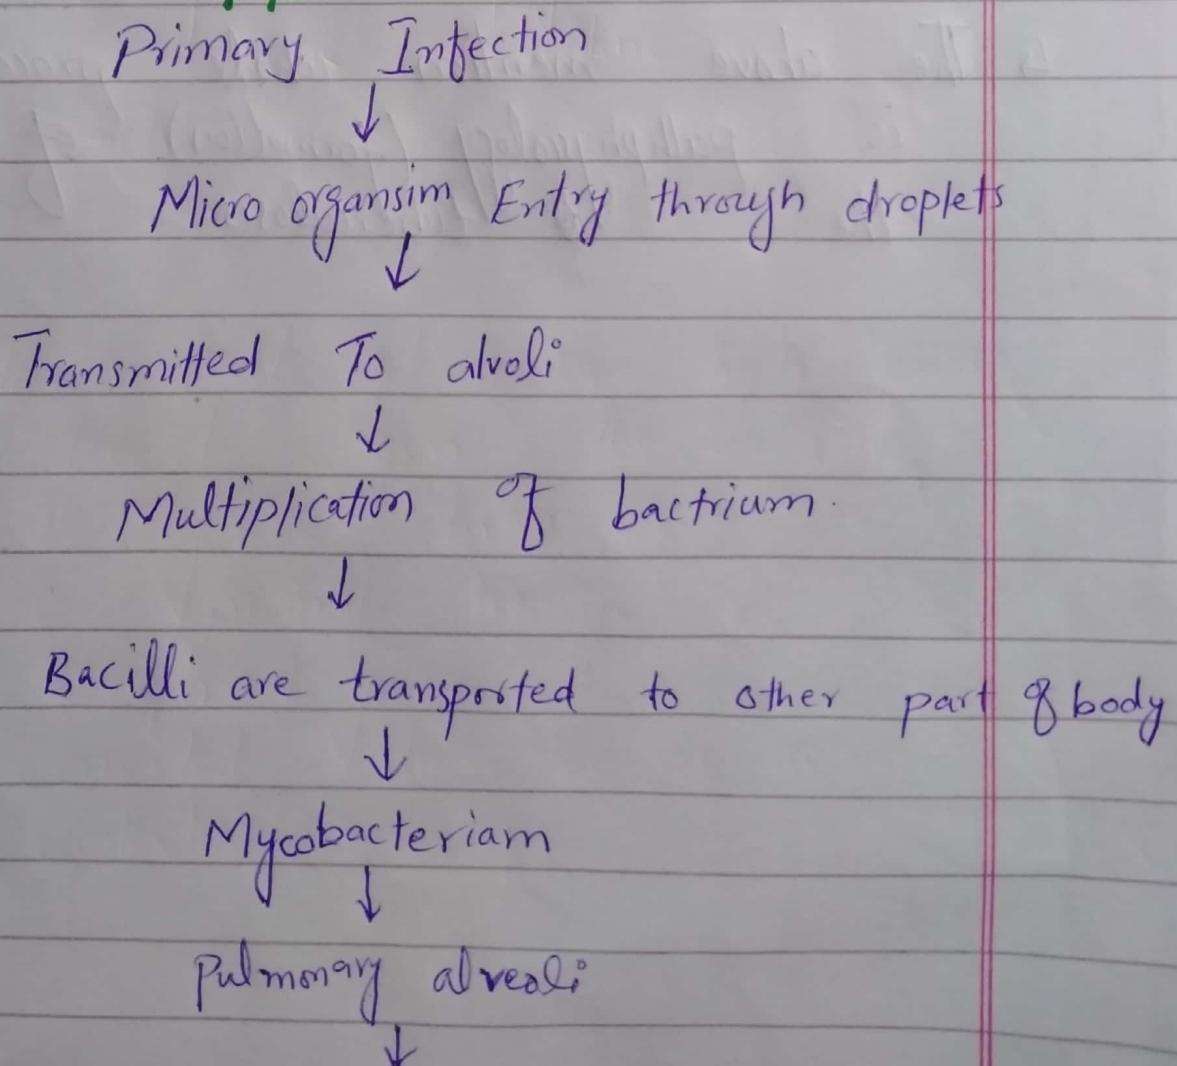 Primary Infection
↓
Micro organsim Entry through droplets
↓
Transmitted To alvoli
↓
Multiplication of bactrium.
↓
Bacilli are transported to other part of body
↓
Mycobacteriam
↓
Pulmonary alveoli
↓